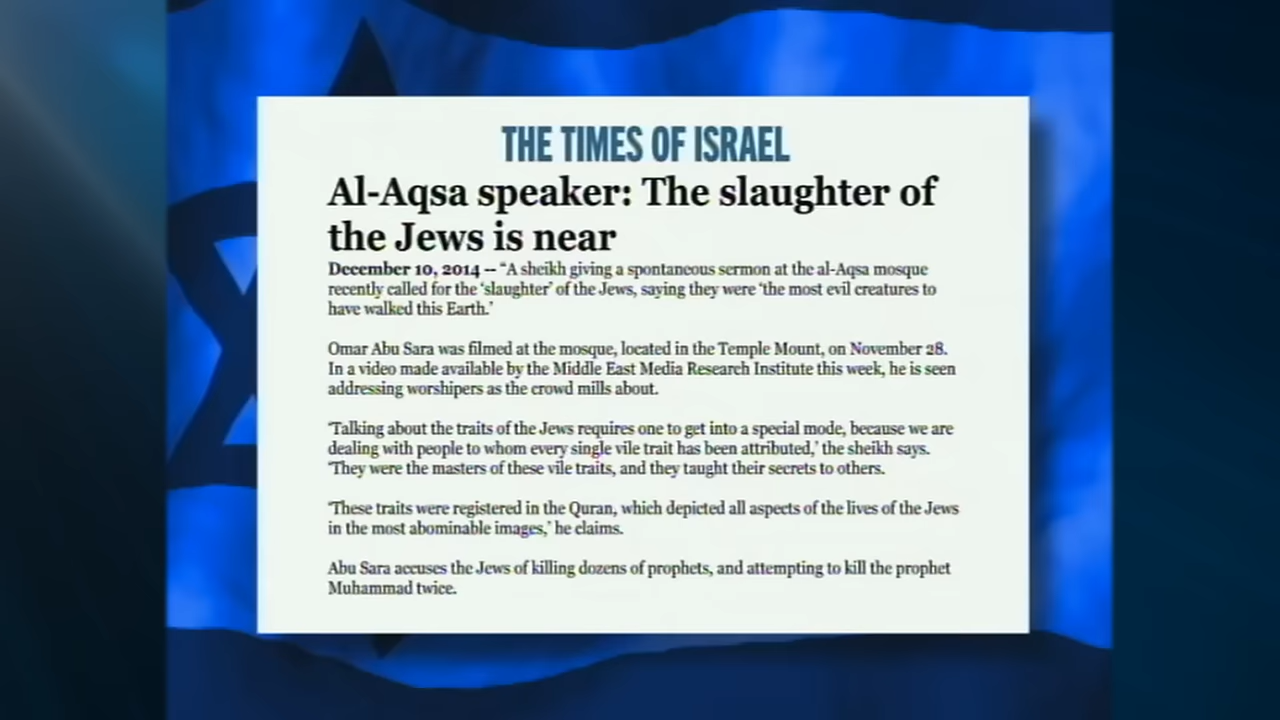 THE TIMES OF ISRAEL
Al-Aqsa speaker: The slaughter of
the Jews is near
December 10, 2014 -- “A sheikh giving a spontaneous sermon at the al-Aqsa mosque
recently called for the ‘slaughter’ of the Jews, saying they were ‘the most evil creatures to
have walked this Earth.’
Omar Abu Sara was filmed at the mosque, located in the Temple Mount, on November 28.
In a video made available by the Middle East Media Research Institute this week, he is seen
addressing worshipers as the crowd mills about.
‘Talking about the traits of the Jews requires one to get into a special mode, because we are
dealing with people to whom every single vile trait has been attributed,’ the sheikh says.
‘They were the masters of these vile traits, and they taught their secrets to others.
‘These traits were registered in the Quran, which depicted all aspects of the lives of the Jews
in the most abominable images,’ he claims.
Abu Sara accuses the Jews of killing dozens of prophets, and attempting to kill the prophet
Muhammad twice.